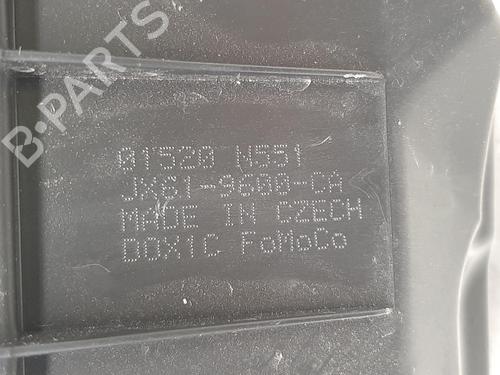 B-PARTS
01520 N551
JX61-9600-CA
MADE IN CZECH
DOX1C FoMoCo